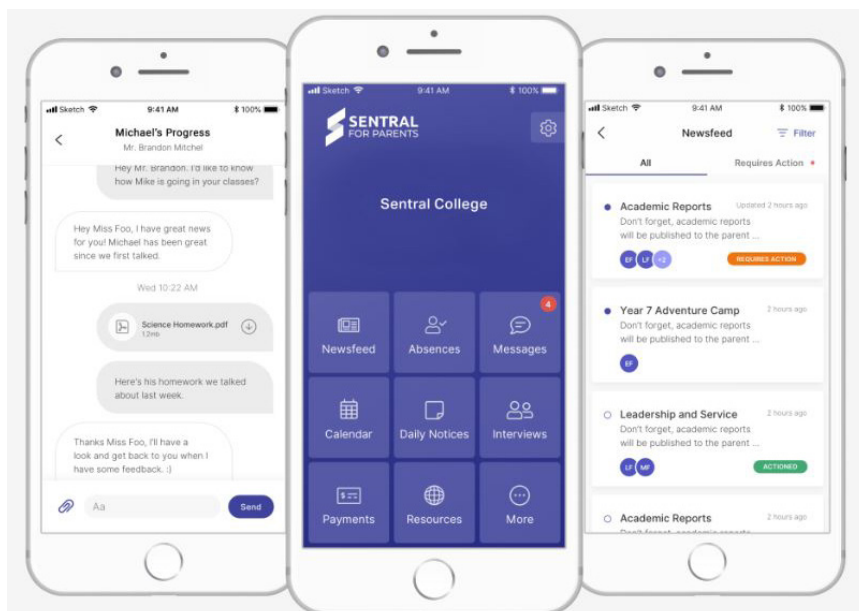 Sketch 9:41 AM 100%
Michael's Progress
Mr. Brandon Mitchel
Hey Mr. Brandon. I'd like to know
how Mike is going in your classes?
Hey Miss Foo, I have great news
for you! Michael has been great
since we first talked.
Wed 10:22 AM
Science Homework.pdf
1.2mb
Here's his homework we talked
about last week.
Thanks Miss Foo, I'll have a
look and get back to you when I
have some feedback. :)
Aa
Send
Sketch 9:41 AM 100%
SENTRAL
FOR PARENTS
Sentral College
4
Newsfeed Absences Messages
Calendar Daily Notices Interviews
$
Payments Resources More
Sketch 9:41 AM 100%
Newsfeed Filter
All Requires Action
Academic Reports Updated 2 hours ago
Don't forget, academic reports
will be published to the parent ...
EF LF +2 REQUIRES ACTION
Year 7 Adventure Camp 2 hours ago
Don't forget, academic reports
will be published to the parent ...
EF
Leadership and Service 2 hours ago
Don't forget, academic reports
will be published to the parent ...
LF MF ACTIONED
Academic Reports 2 hours ago
Don't forget, academic reports